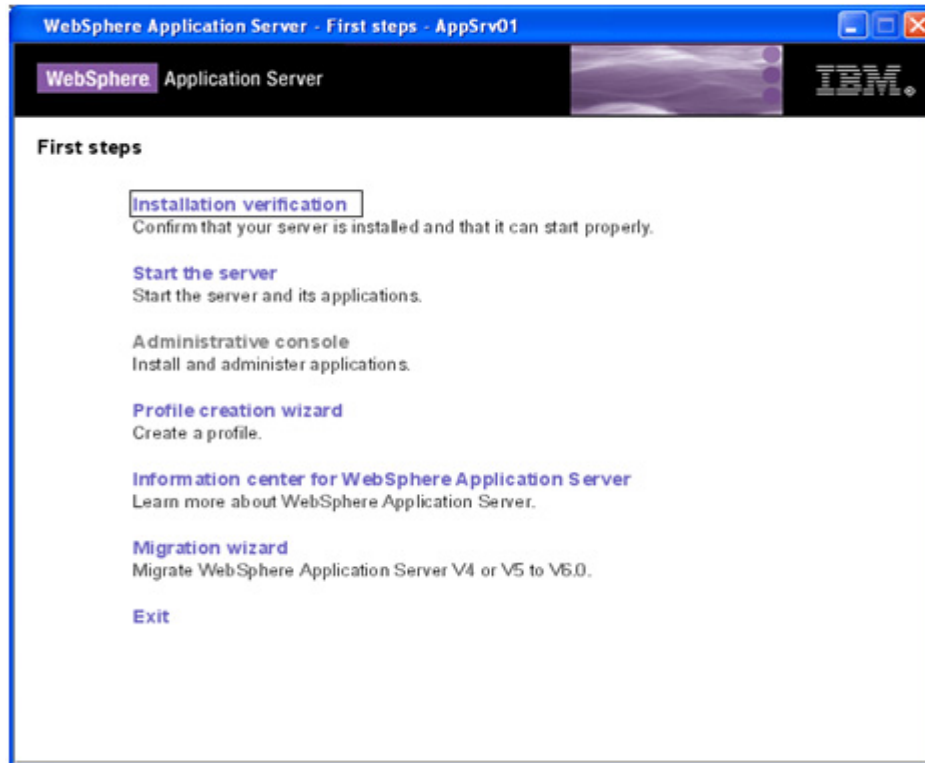 WebSphere Application Server - First steps - AppSrv01
WebSphere. Application Server
IBM®
First steps
Installation verification
Confirm that your server is installed and that it can start properly.
Start the server
Start the server and its applications.
Administrative console
Install and administer applications.
Profile creation wizard
Create a profile.
Information center for WebSphere Application Server
Learn more about WebSphere Application Server.
Migration wizard
Migrate WebSphere Application Server V4 or V5 to V6.0.
Exit